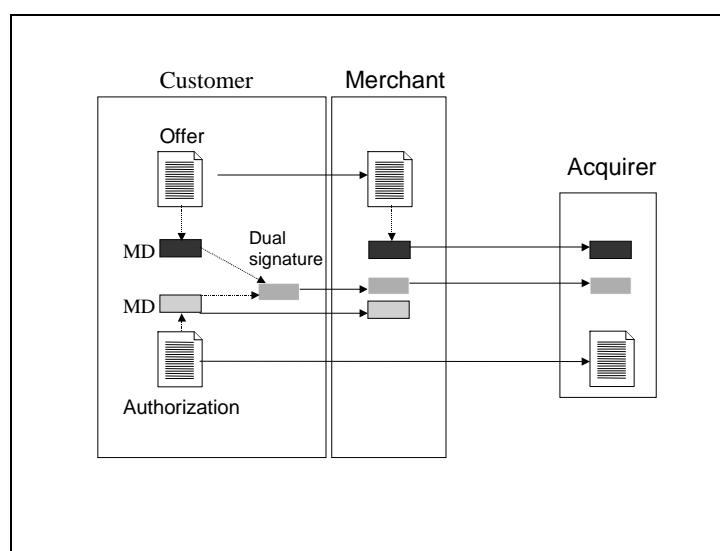 Customer
Merchant
Offer
Acquirer
MD
Dual
signature
MD
Authorization